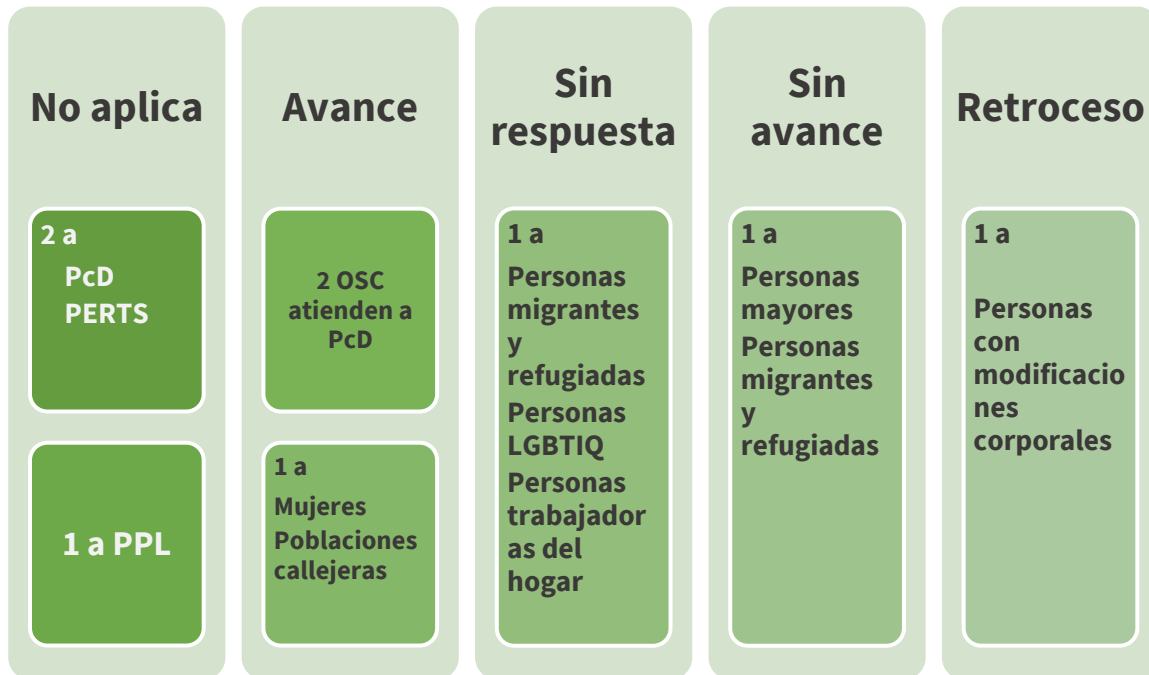 No aplica
2 a
PcD
PERTS
1 a PPL
Avance
2 OSC
atienden a
PcD
1 a
Mujeres
Poblaciones
callejeras
Sin
respuesta
1 a
Personas
migrantes
y
refugiadas
Personas
LGBTIQ
Personas
trabajador
as del
hogar
Sin
avance
1 a
Personas
mayores
Personas
migrantes
y
refugiadas
Retroceso
1 a
Personas
con
modificacio
nes
corporales